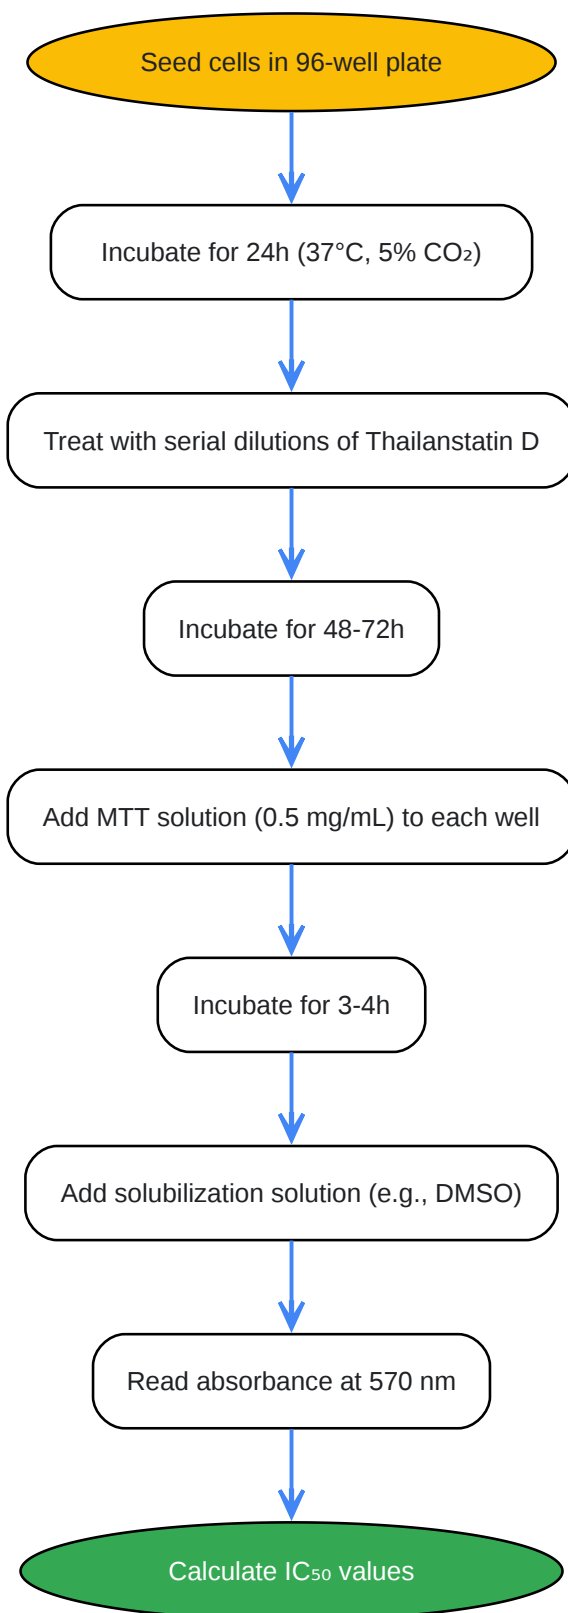 Seed cells in 96-well plate
Incubate for 24h (37°C, 5% CO₂)
Treat with serial dilutions of Thailanstatin D
Incubate for 48-72h
Add MTT solution (0.5 mg/mL) to each well
Incubate for 3-4h
Add solubilization solution (e.g., DMSO)
Read absorbance at 570 nm
Calculate IC₅₀ values